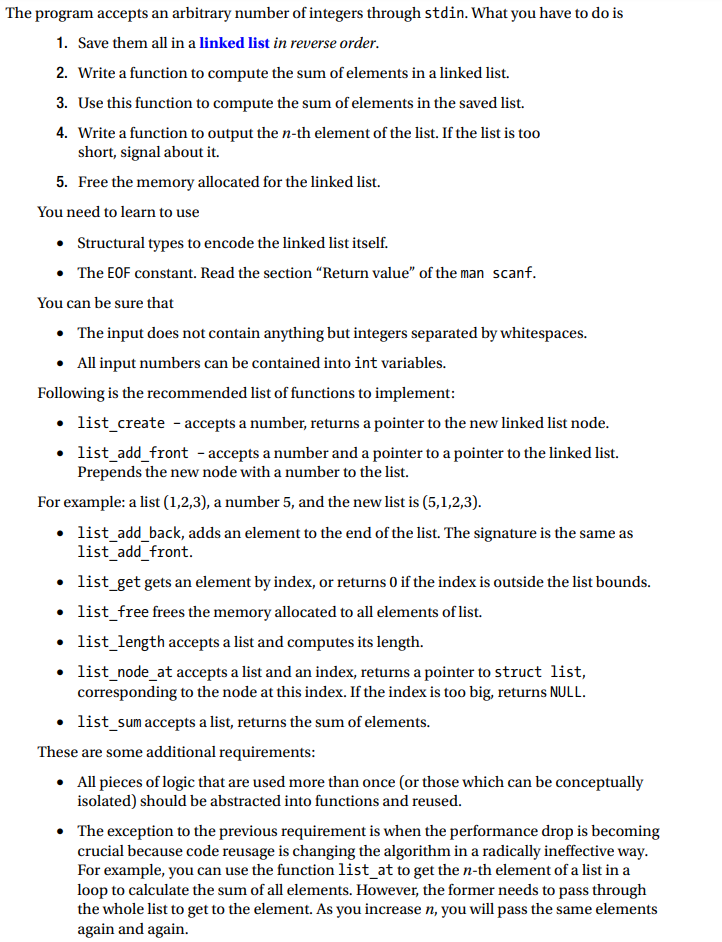 The program accepts an arbitrary number of integers through stdin. What you have to do is
1. Save them all in a linked list in reverse order.
2. Write a function to compute the sum of elements in a linked list.
3. Use this function to compute the sum of elements in the saved list.
4. Write a function to output the n-th element of the list. If the list is too
short, signal about it.
5. Free the memory allocated for the linked list.
You need to learn to use
• Structural types to encode the linked list itself.
• The EOF constant. Read the section “Return value” of the man scanf.
You can be sure that
• The input does not contain anything but integers separated by whitespaces.
• All input numbers can be contained into int variables.
Following is the recommended list of functions to implement:
• list_create – accepts a number, returns a pointer to the new linked list node.
• list_add_front – accepts a number and a pointer to a pointer to the linked list.
Prepends the new node with a number to the list.
For example: a list (1,2,3), a number 5, and the new list is (5,1,2,3).
• list_add_back, adds an element to the end of the list. The signature is the same as
list_add_front.
• list_get gets an element by index, or returns 0 if the index is outside the list bounds.
• list_free frees the memory allocated to all elements of list.
• list_length accepts a list and computes its length.
• list_node_at accepts a list and an index, returns a pointer to struct list,
corresponding to the node at this index. If the index is too big, returns NULL.
• list_sum accepts a list, returns the sum of elements.
These are some additional requirements:
• All pieces of logic that are used more than once (or those which can be conceptually
isolated) should be abstracted into functions and reused.
• The exception to the previous requirement is when the performance drop is becoming
crucial because code reusage is changing the algorithm in a radically ineffective way.
For example, you can use the function list_at to get the n-th element of a list in a
loop to calculate the sum of all elements. However, the former needs to pass through
the whole list to get to the element. As you increase n, you will pass the same elements
again and again.